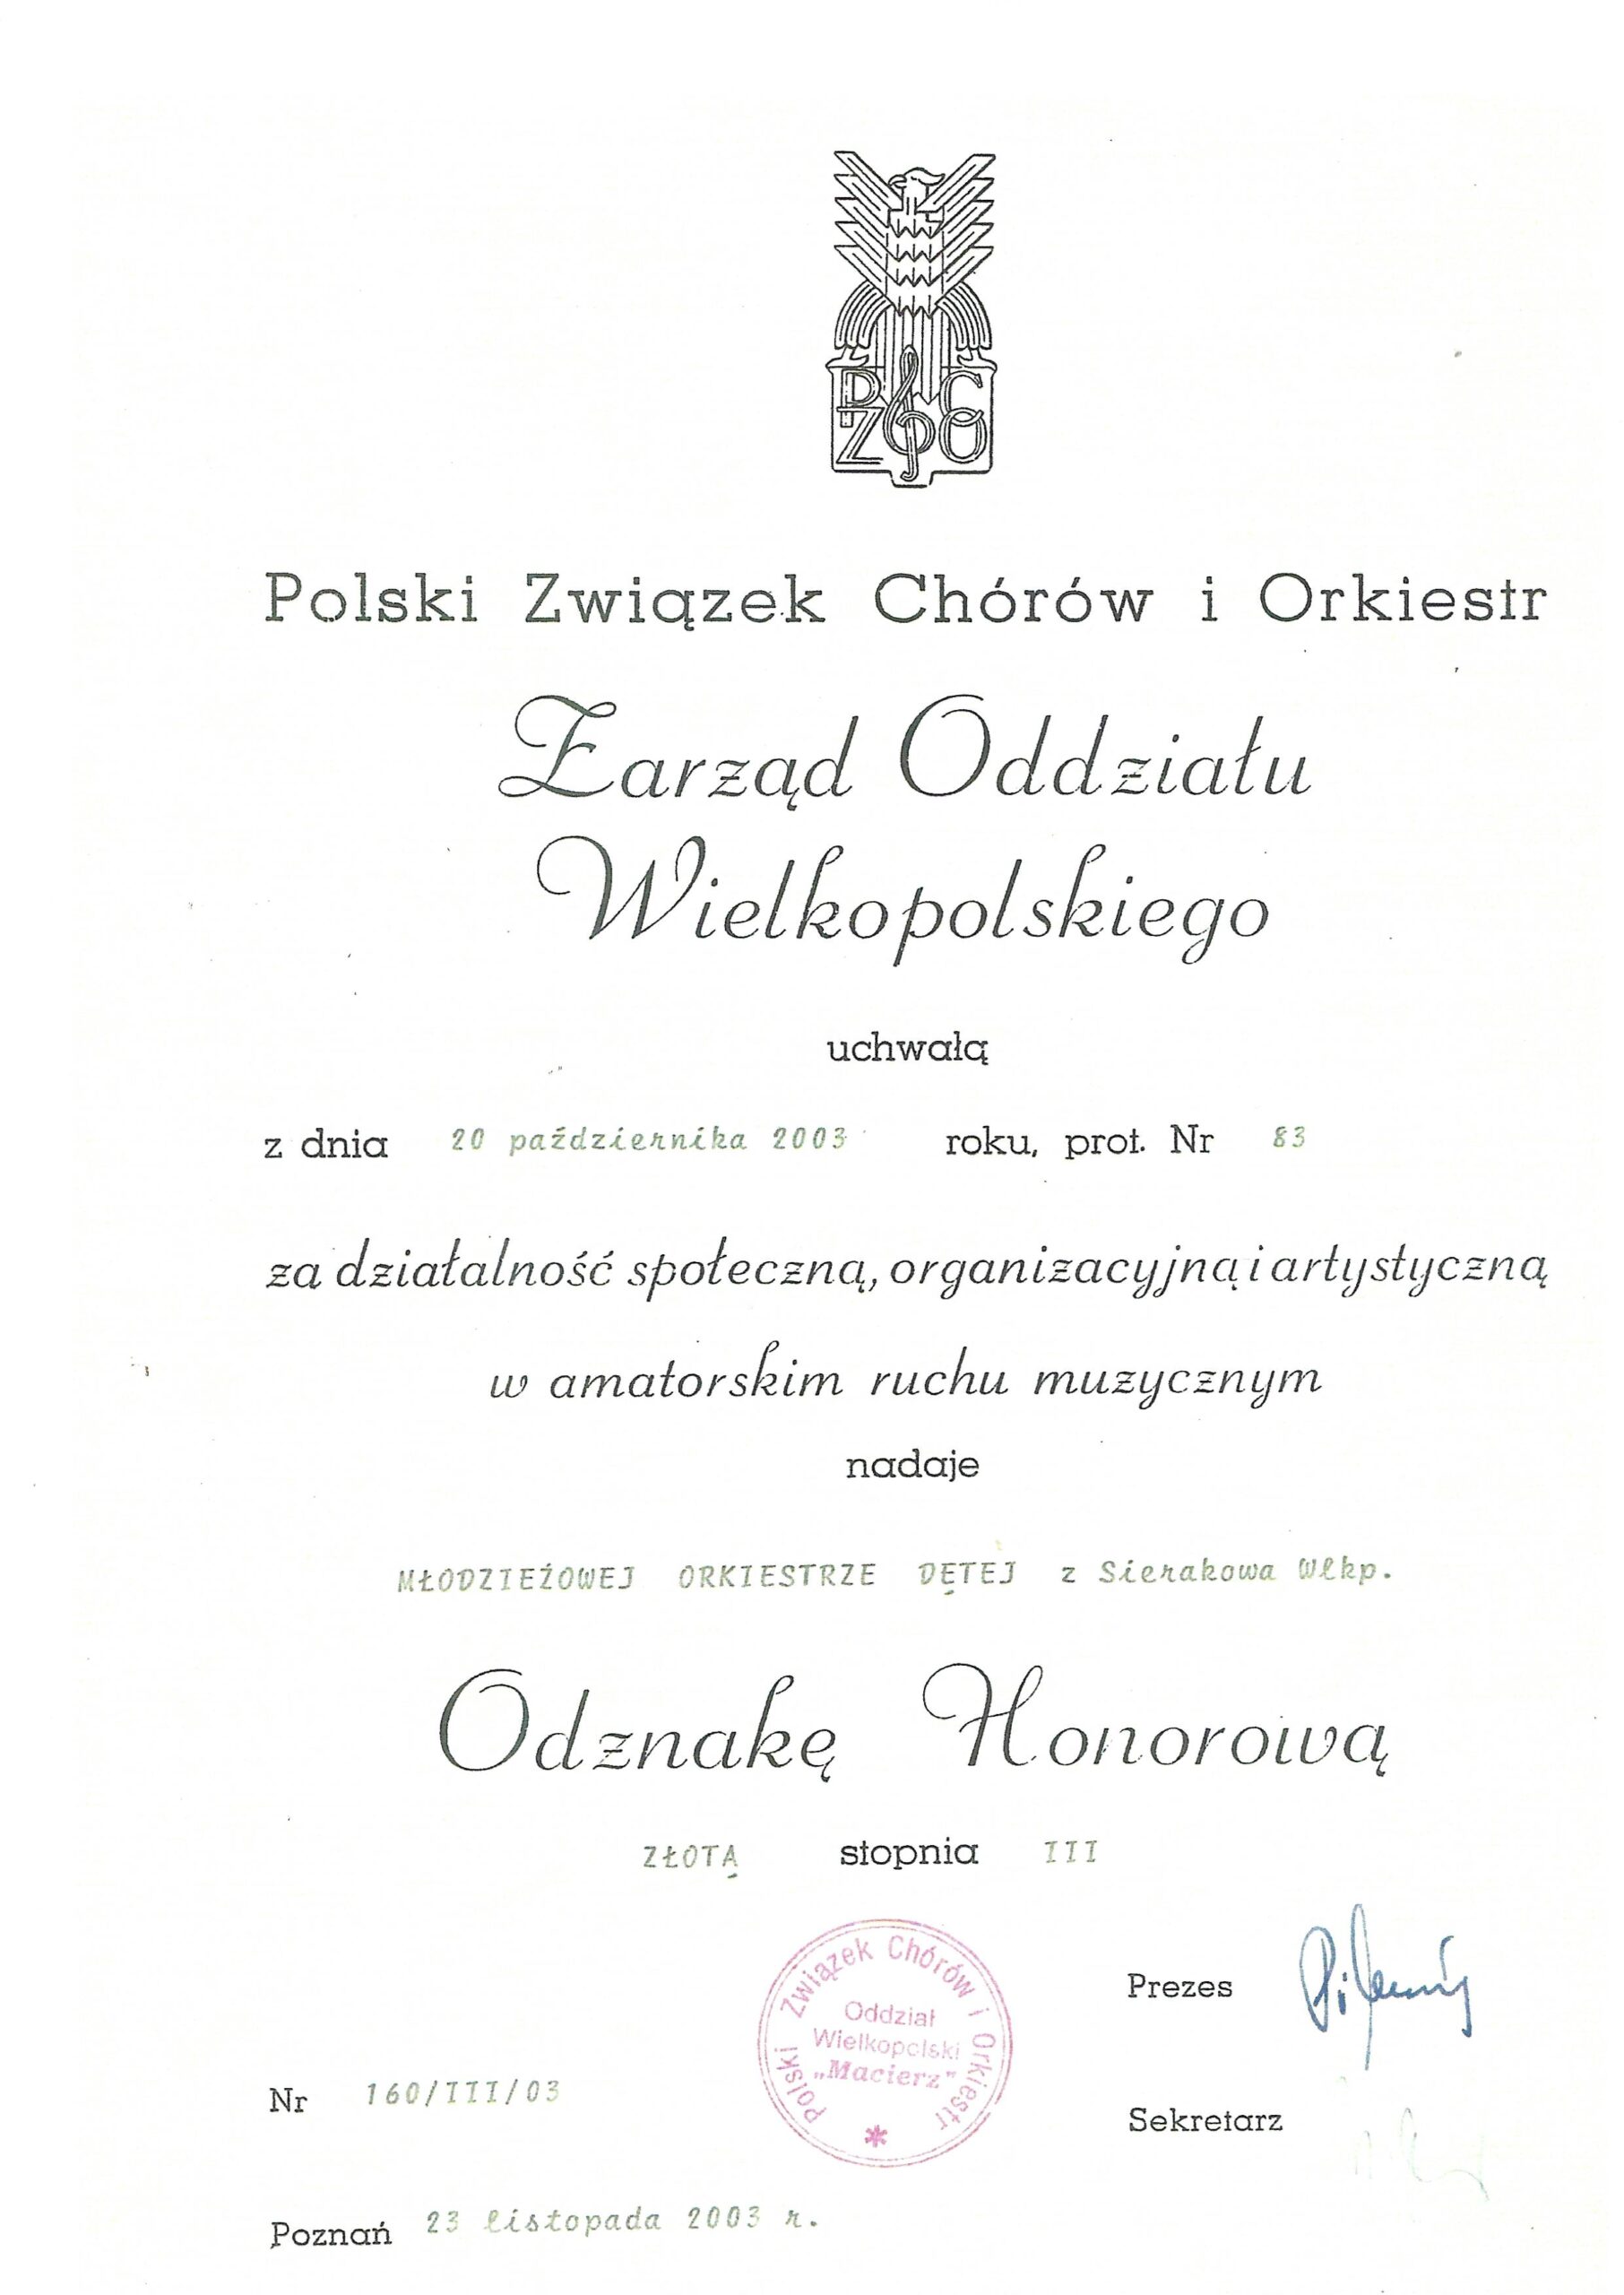 PZ CO
Polski Związek Chórów i Orkiestr
Zarząd Oddziału
Wielkopolskiego
uchwałą
z dnia 20 października 2003 roku, prot. Nr 83
za działalność społeczną, organizacyjną i artystyczną
w amatorskim ruchu muzycznym
nadaje
MŁODZIEŻOWEJ ORKIESTRZE DĘTEJ z Sierakowa Wlkp.
Odznakę Honorową
ZŁOTĄ stopnia III
Polski Związek Chórów i Orkiestr
Oddział
Wielkopolski
„Macierz"
Prezes
Nr 160/III/03
Sekretarz
Poznań 23 listopada 2003 r.